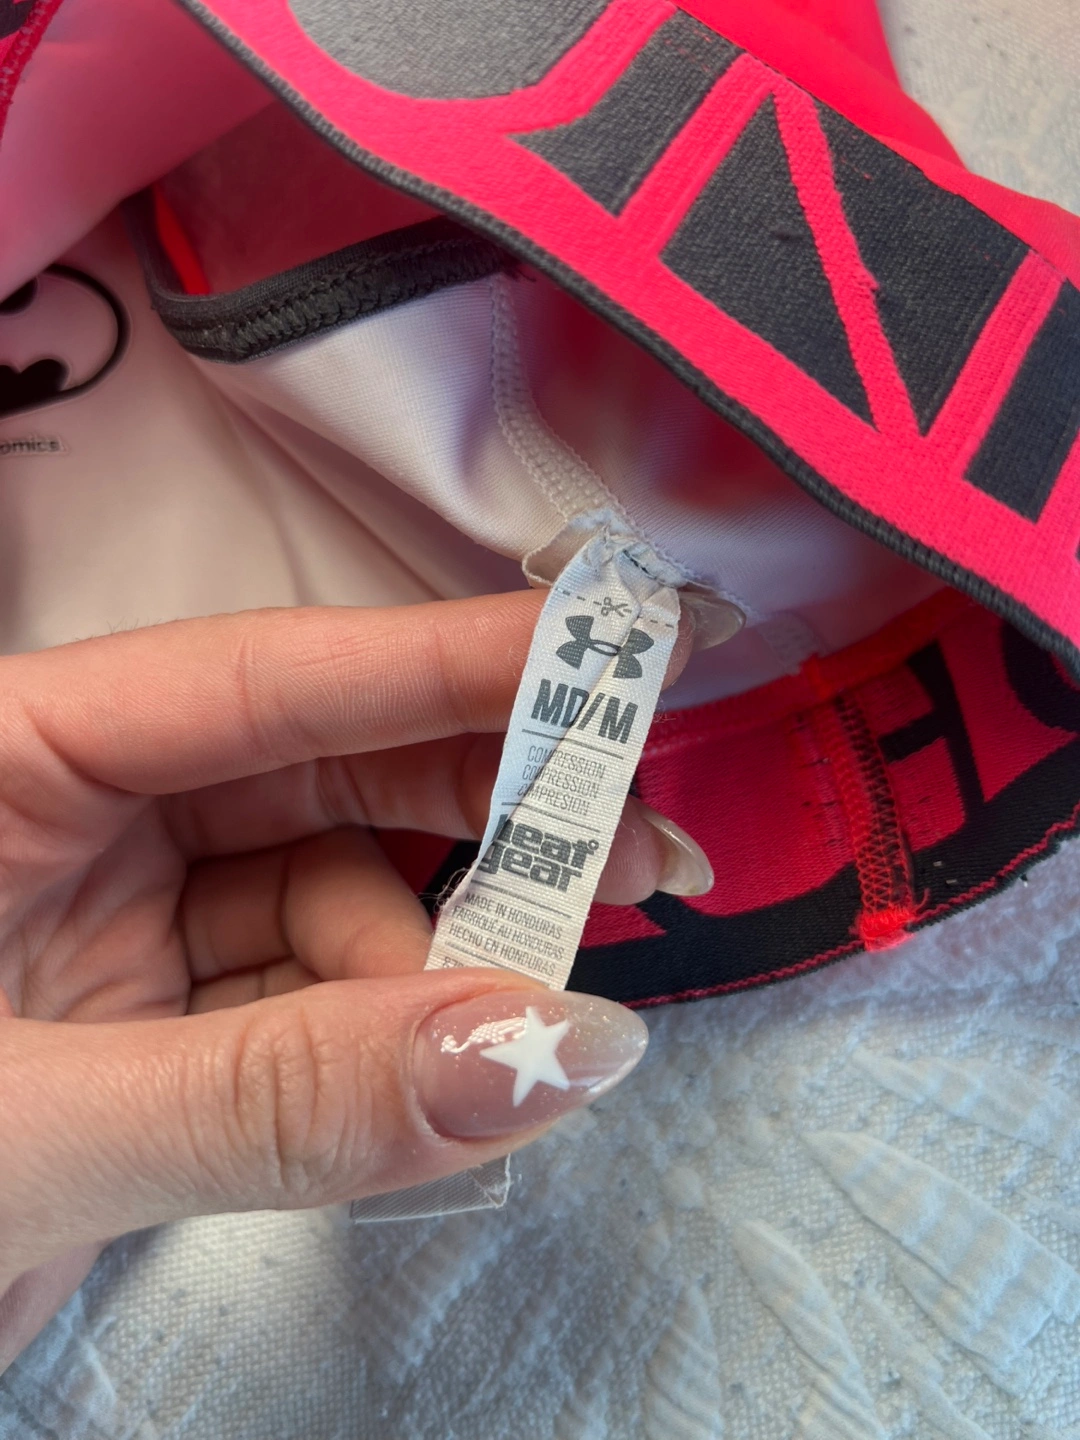 MD/M
COMPRESSION
COMPRESSION
COMPRESIÓN
heat
gear
MADE IN HONDURAS
FABRIQUÉ AU HONDURAS
HECHO EN HONDURAS